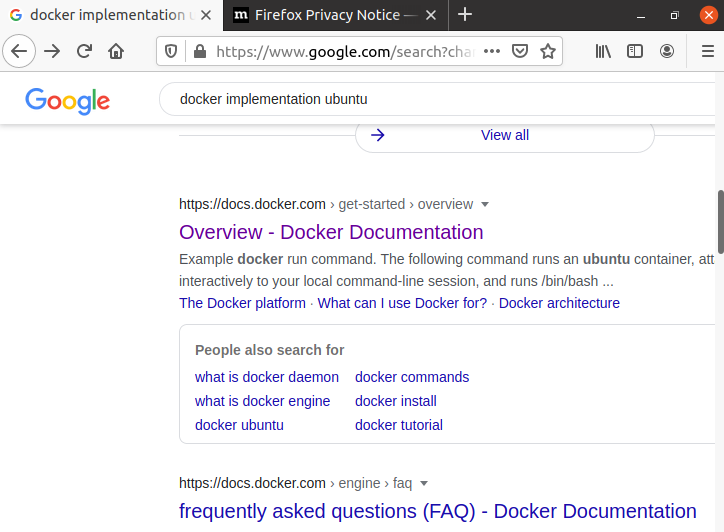 docker implementation u
Firefox Privacy Notice —
https://www.google.com/search?cha
Google
docker implementation ubuntu
View all
https://docs.docker.com › get-started › overview
Overview - Docker Documentation
Example docker run command. The following command runs an ubuntu container, att
interactively to your local command-line session, and runs /bin/bash ...
The Docker platform · What can I use Docker for? · Docker architecture
People also search for
what is docker daemon docker commands
what is docker engine docker install
docker ubuntu docker tutorial
https://docs.docker.com › engine › faq
frequently asked questions (FAQ) - Docker Documentation